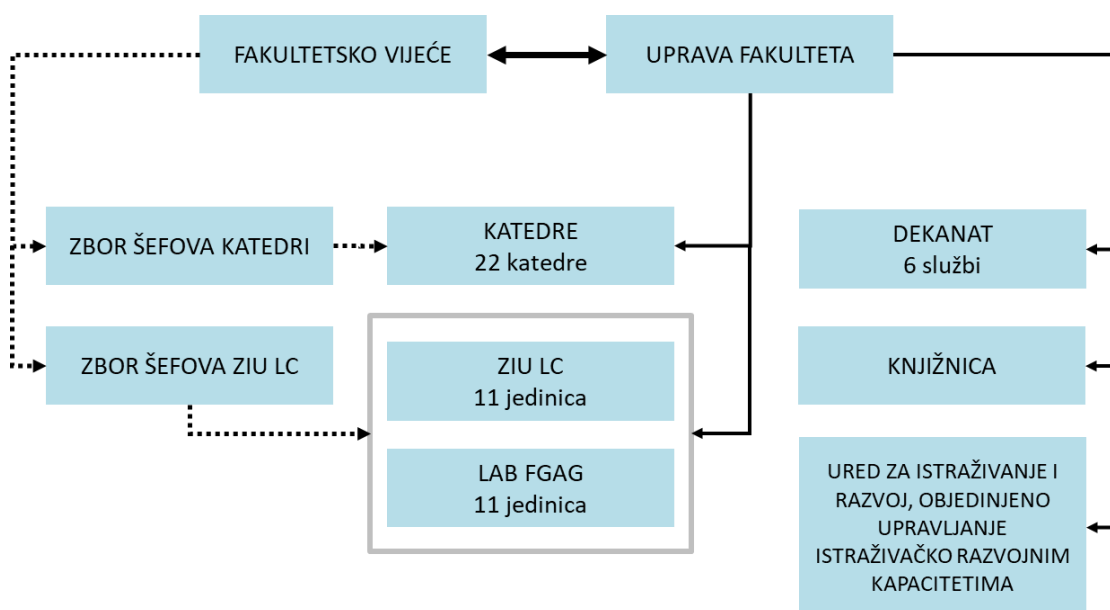 FAKULTETSKO VIJEĆE
UPRAVA FAKULTETA
ZBOR ŠEFOVA KATEDRI
KATEDRE
22 katedre
DEKANAT
6 službi
ZBOR ŠEFOVA ZIU LC
ZIU LC
11 jedinica
KNJIŽNICA
LAB FGAG
11 jedinica
URED ZA ISTRAŽIVANJE I
RAZVOJ, OBJEDINJENO
UPRAVLJANJE
ISTRAŽIVAČKO RAZVOJNIM
KAPACITETIMA